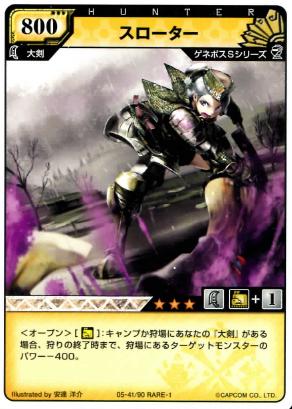 HUNTER
800
スローター
大剣
ゲネポスSシリーズ
+1
<オープン>[ ]:キャンプか狩場にあなたの『大剣』がある
場合、狩りの終了時まで、狩場にあるターゲットモンスターの
パワー−400。
Illustrated by 安達 洋介
05-41/90 RARE-1
©CAPCOM CO., LTD.